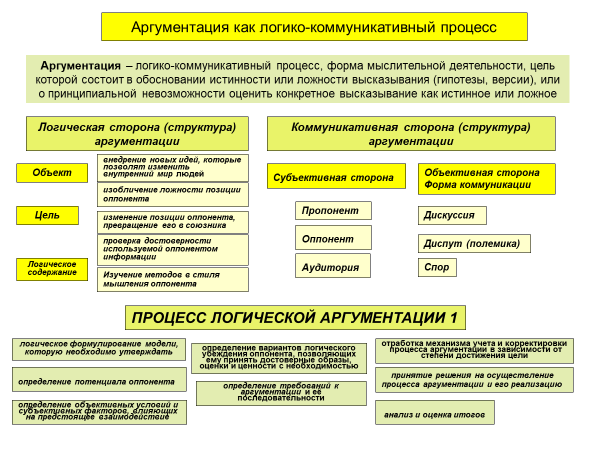 Аргументация как логико-коммуникативный процесс
Аргументация – логико-коммуникативный процесс, форма мыслительной деятельности, цель
которой состоит в обосновании истинности или ложности высказывания (гипотезы, версии), или
о принципиальной невозможности оценить конкретное высказывание как истинное или ложное
Логическая сторона (структура)
аргументации
Коммуникативная сторона (структура)
аргументации
Объект
Цель
Логическое
содержание
внедрение новых идей, которые
позволят изменить
внутренний мир людей
изобличение ложности позиции
оппонента
изменение позиции оппонента,
превращение его в союзника
проверка достоверности
используемой оппонентом
информации
Изучение методов в стиля
мышления оппонента
Субъективная сторона
Пропонент
Оппонент
Аудитория
Объективная сторона
Форма коммуникации
Дискуссия
Диспут (полемика)
Спор
ПРОЦЕСС ЛОГИЧЕСКОЙ АРГУМЕНТАЦИИ 1
логическое формулирование модели,
которую необходимо утверждать
определение потенциала оппонента
определение объективных условий и
субъективных факторов, влияющих
на предстоящее взаимодействие
определение вариантов логического
убеждения оппонента, позволяющих
ему принять достоверные образы,
оценки и ценности с необходимостью
определение требований к
аргументации и её
последовательности
отработка механизма учета и корректировки
процесса аргументации в зависимости от
степени достижения цели
принятие решения на осуществление
процесса аргументации и его реализацию
анализ и оценка итогов